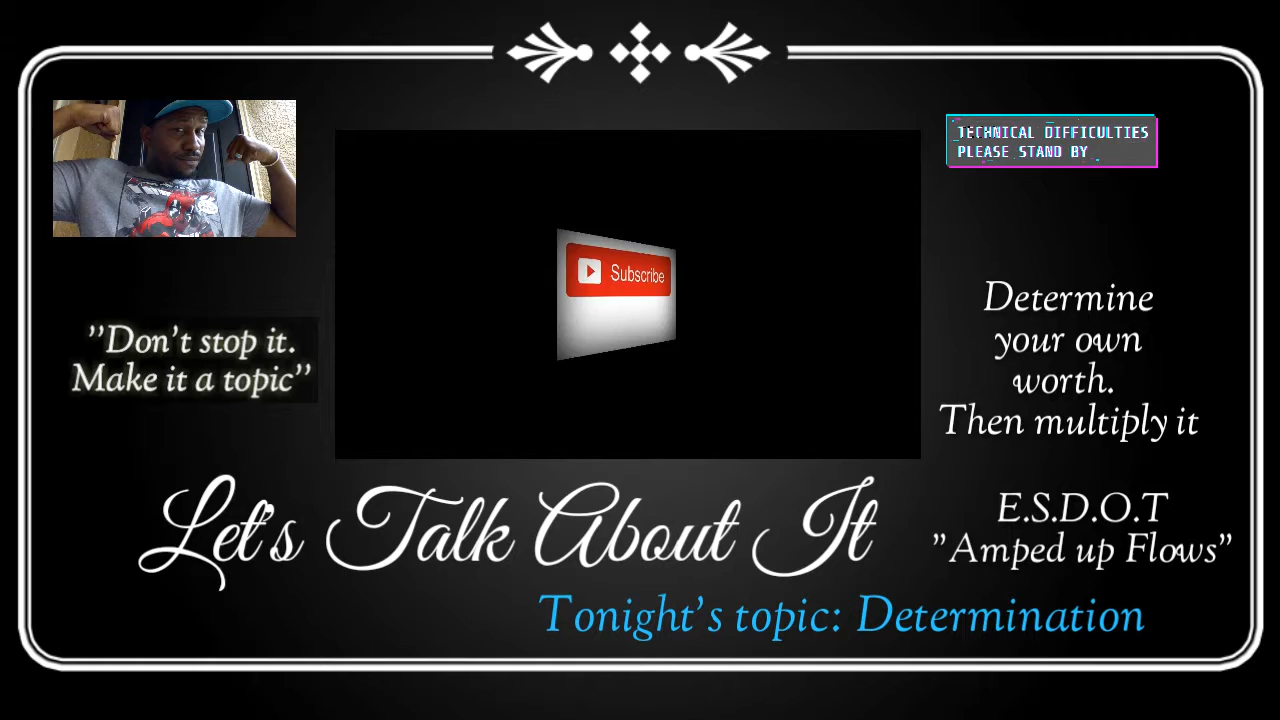 TECHNICAL DIFFICULTIES
PLEASE STAND BY
Subscribe
Determine
your own
worth.
Then multiply it
"Don't stop it.
Make it a topic"
Let's Talk About It
E.S.D.O.T
"Amped up Flows"
Tonight's topic: Determination